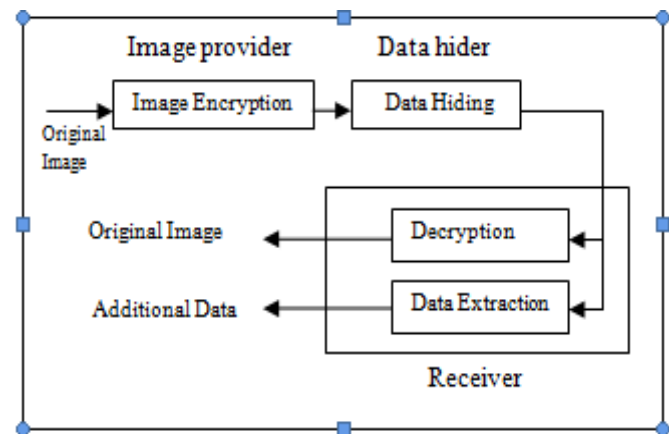 Image provider
Data hider
Image Encryption
Data Hiding
Original
Image
Original Image
Decryption
Additional Data
Data Extraction
Receiver